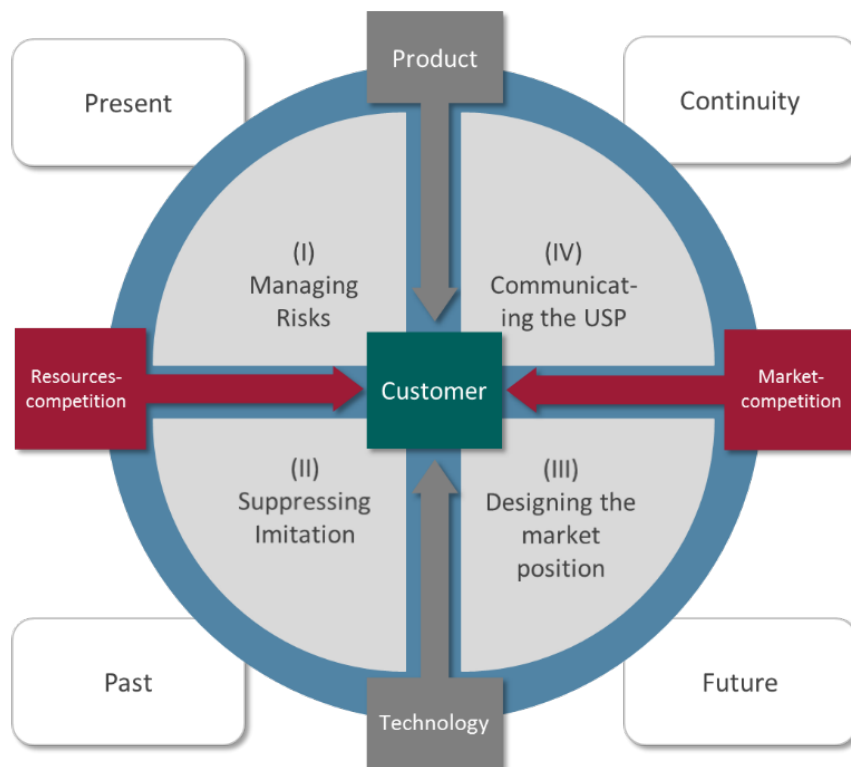 Product
Present
Continuity
(I)
Managing
Risks
(IV)
Communicat-
ing the USP
Resources-
competition
Customer
Market-
competition
(II)
Suppressing
Imitation
(III)
Designing the
market
position
Past
Future
Technology